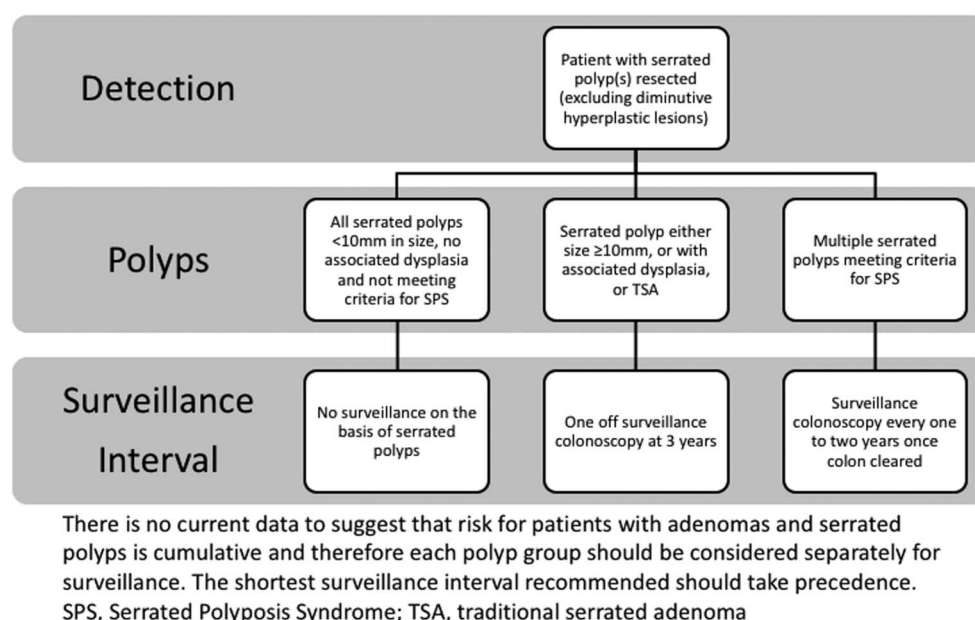 Detection
Patient with serrated
polyp(s) resected
(excluding diminutive
hyperplastic lesions)
Polyps
All serrated polyps
<10mm in size, no
associated dysplasia
and not meeting
criteria for SPS
Serrated polyp either
size ≥10mm, or with
associated dysplasia,
or TSA
Multiple serrated
polyps meeting criteria
for SPS
Surveillance
Interval
No surveillance on the
basis of serrated
polyps
One off surveillance
colonoscopy at 3 years
Surveillance
colonoscopy every one
to two years once
colon cleared
There is no current data to suggest that risk for patients with adenomas and serrated
polyps is cumulative and therefore each polyp group should be considered separately for
surveillance. The shortest surveillance interval recommended should take precedence.
SPS, Serrated Polyposis Syndrome; TSA, traditional serrated adenoma